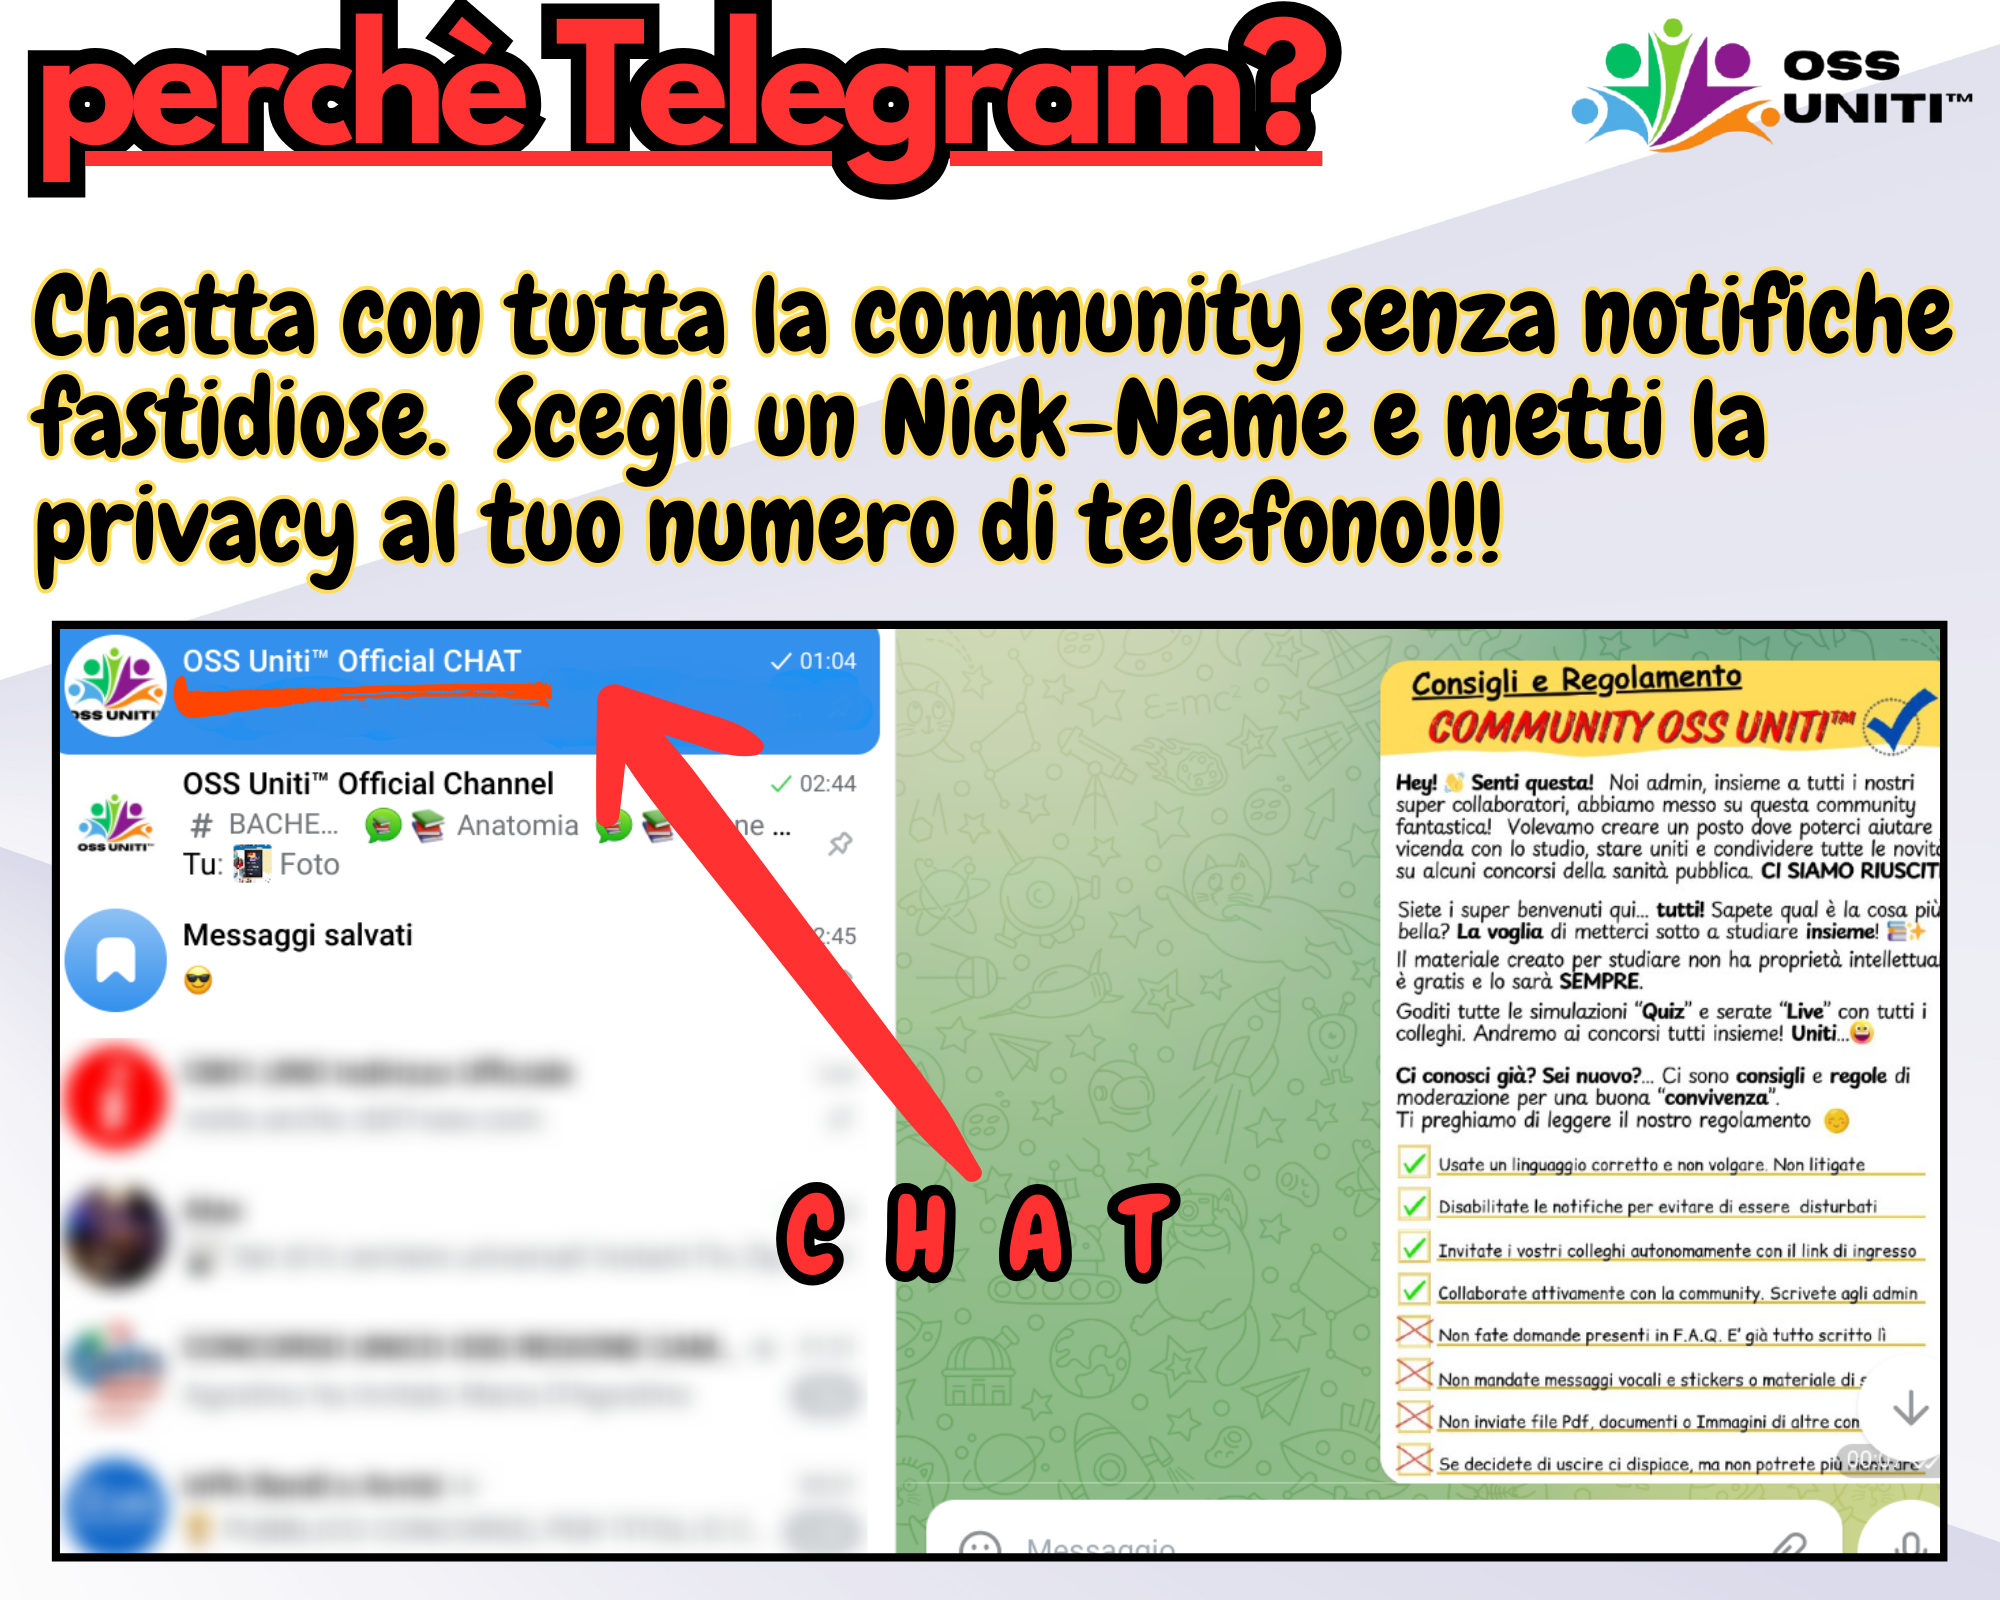 perchè Telegram?
OSS
UNITI™
Chatta con tutta la community senza notifiche
fastidiose. Scegli un Nick-Name e metti la
privacy al tuo numero di telefono!!!
OSS Uniti™ Official CHAT
01:04
OSS UNITI
OSS Uniti™ Official Channel
02:44
# BACHE... Anatomia ne ...
OSS UNITI™
Tu: Foto
Messaggi salvati
2:45
C H A T
E=mc²
Consigli e Regolamento
COMMUNITY OSS UNITI™
Hey! 👋 Senti questa! Noi admin, insieme a tutti i nostri
super collaboratori, abbiamo messo su questa community
fantastica! Volevamo creare un posto dove poterci aiutare
vicenda con lo studio, stare uniti e condividere tutte le novit
su alcuni concorsi della sanità pubblica. CI SIAMO RIUSCIT
Siete i super benvenuti qui... tutti! Sapete qual è la cosa più
bella? La voglia di metterci sotto a studiare insieme! 📚✨
Il materiale creato per studiare non ha proprietà intellettua
è gratis e lo sarà SEMPRE.
Goditi tutte le simulazioni “Quiz” e serate “Live” con tutti i
colleghi. Andremo ai concorsi tutti insieme! Uniti...😀
Ci conosci già? Sei nuovo?... Ci sono consigli e regole di
moderazione per una buona “convivenza”.
Ti preghiamo di leggere il nostro regolamento 😊
Usate un linguaggio corretto e non volgare. Non litigate
Disabilitate le notifiche per evitare di essere disturbati
Invitate i vostri colleghi autonomamente con il link di ingresso
Collaborate attivamente con la community. Scrivete agli admin
Non fate domande presenti in F.A.Q. E' già tutto scritto lì
Non mandate messaggi vocali e stickers o materiale di s
Non inviate file Pdf, documenti o Immagini di altre con
Se decidete di uscire ci dispiace, ma non potrete più rientrare
Messaggio